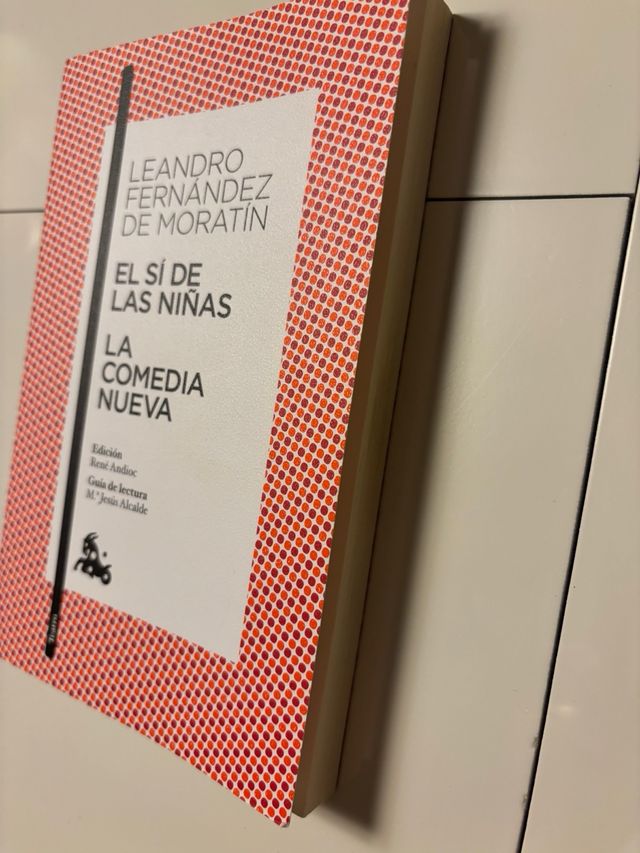 LEANDRO
FERNÁNDEZ
DE MORATÍN
EL SÍ DE
LAS NIÑAS
LA
COMEDIA
NUEVA
Edición
René Andioc
Guía de lectura
M.ª Jesús Alcalde
Teatro